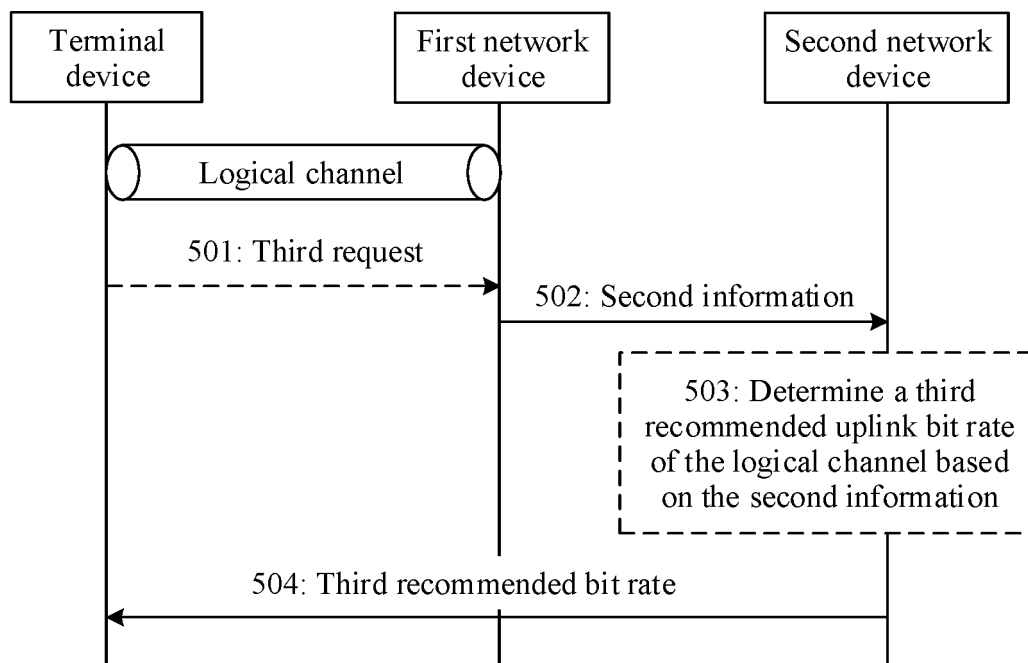 Terminal
device
First network
device
Second network
device
Logical channel
501: Third request
502: Second information
503: Determine a third
recommended uplink bit rate
of the logical channel based
on the second information
504: Third recommended bit rate